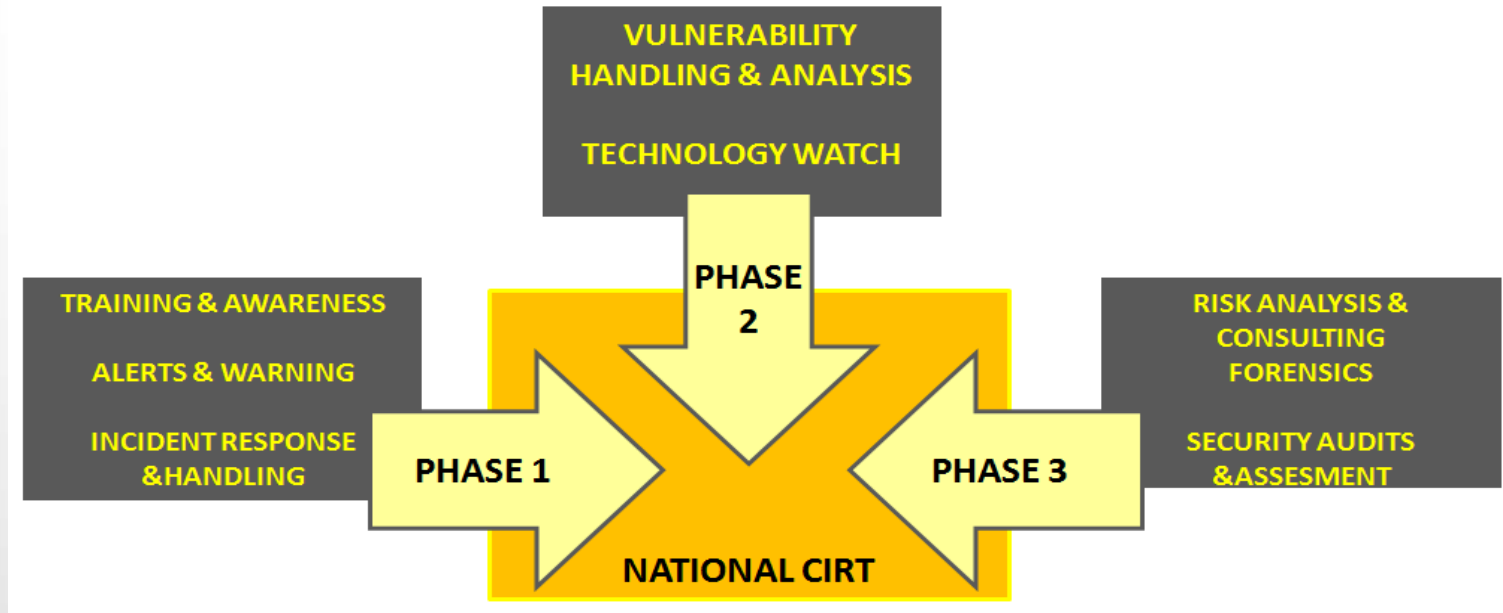 VULNERABILITY
HANDLING & ANALYSIS
TECHNOLOGY WATCH
PHASE
2
TRAINING & AWARENESS
ALERTS & WARNING
INCIDENT RESPONSE
&HANDLING
PHASE 1
RISK ANALYSIS &
CONSULTING
FORENSICS
SECURITY AUDITS
&ASSESMENT
PHASE 3
NATIONAL CIRT